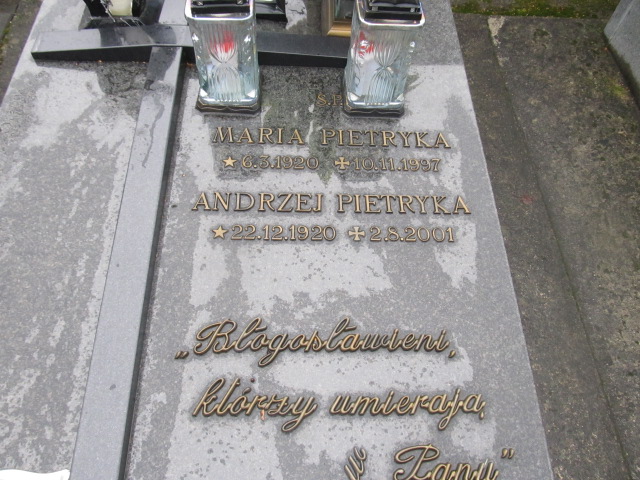 Ś.P.
MARIA PIETRYKA
★ 6.3.1920 ✠ 10.11.1987
ANDRZEJ PIETRYKA
★ 22.12.1920 ✠ 2.8.2001
„Błogosławieni,
którzy umierają,
w Panu"